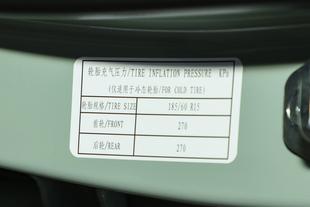 轮胎充气压力/TIRE INFLATION PRESSURE KPa
(仅适用于冷态轮胎/FOR COLD TIRE)
轮胎规格/TIRE SIZE 185/60 R15
前轮/FRONT 270
后轮/REAR 270